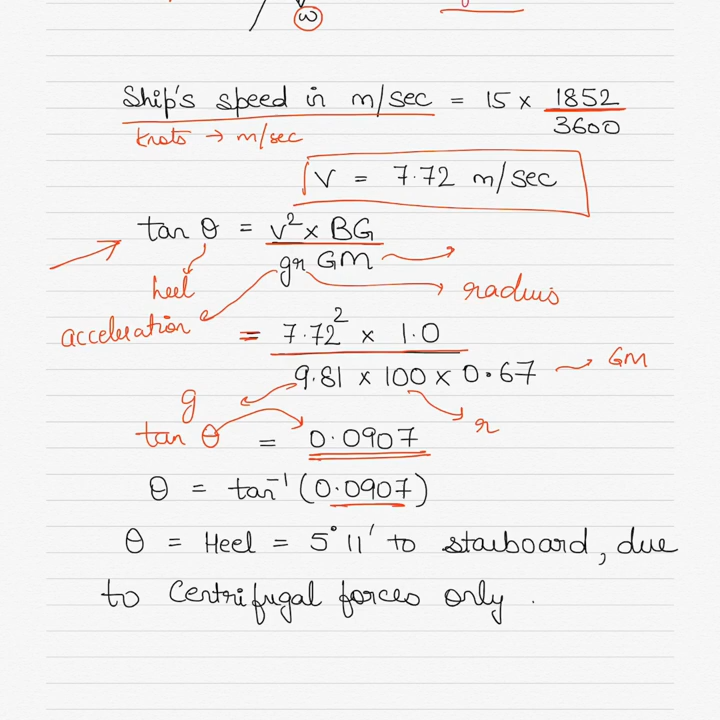 ω
Ship's speed in m/sec = 15 × 1852
3600
knots → m/sec
V = 7.72 m/sec
tan θ = v² × BG
gr GM
heel
radius
acceleration
= 7.72² × 1.0
9.81 × 100 × 0.67
GM
g
r
tan θ = 0.0907
θ = tan⁻¹ (0.0907)
θ = Heel = 5° 11' to starboard, due
to Centrifugal forces only.